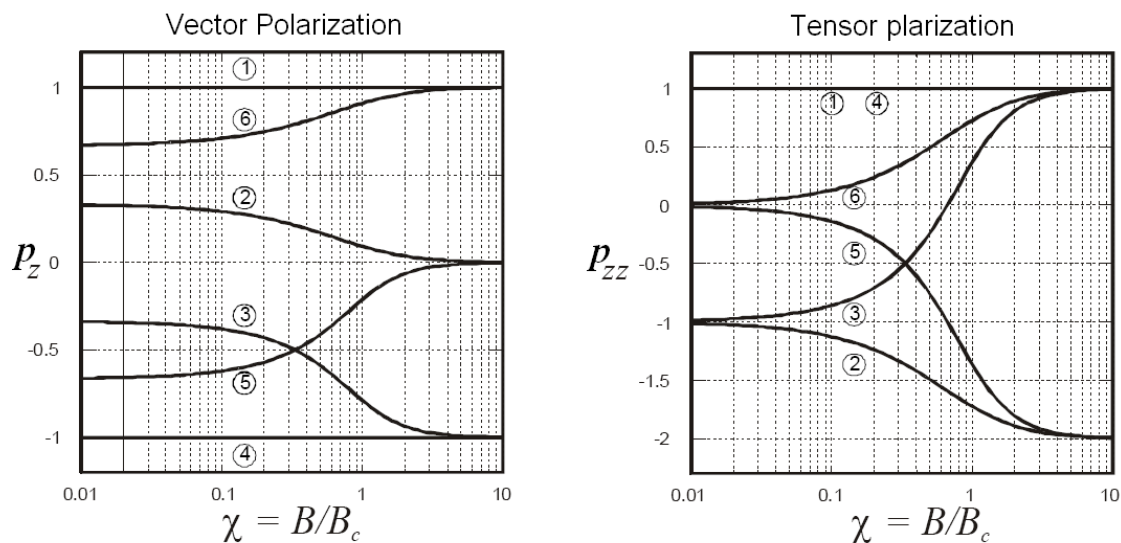 Vector Polarization
1
①
⑥
0.5
②
p_z
0
③
-0.5
⑤
-1
④
0.01 0.1 1 10
χ = B/B_c
Tensor plarization
1
① ④
0.5
⑥
p_zz
0
⑤
-0.5
③
-1
②
-1.5
-2
0.01 0.1 1 10
χ = B/B_c